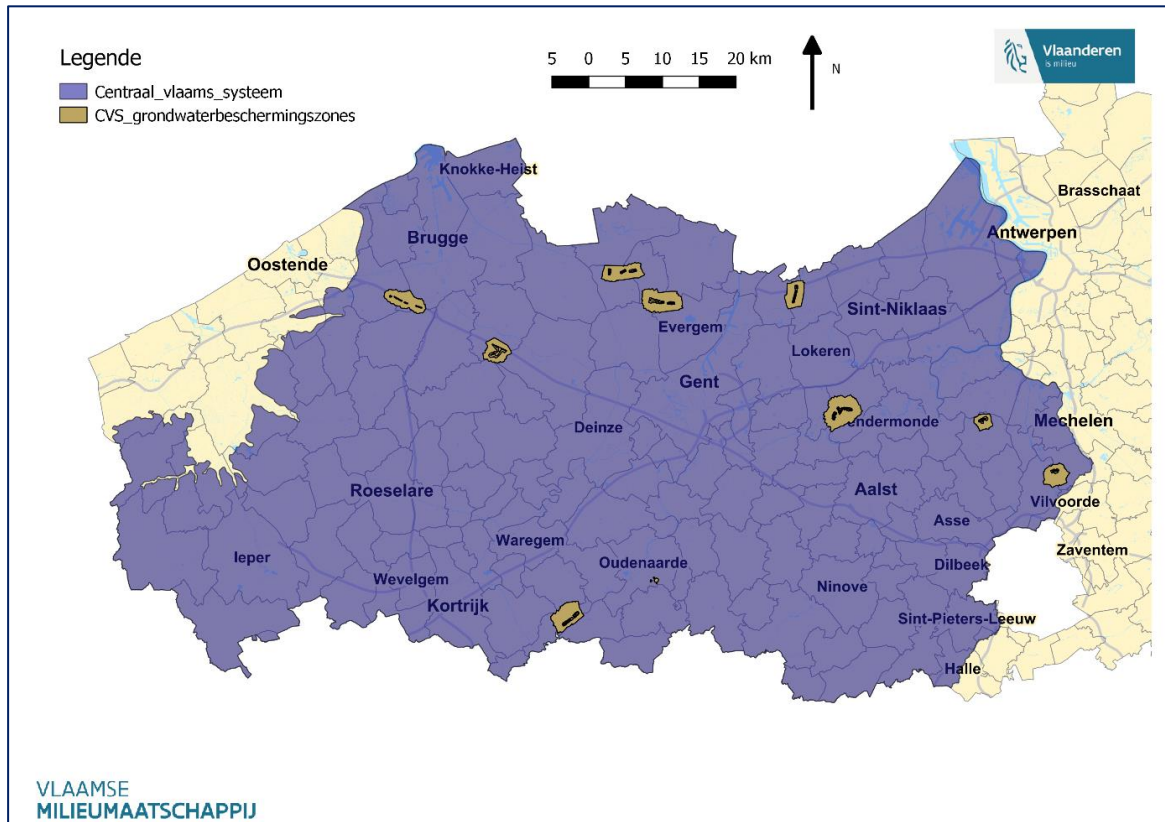 Legende
Centraal_vlaams_systeem
CVS_grondwaterbeschermingszones
5 0 5 10 15 20 km
N
Vlaanderen
is milieu
Knokke-Heist
Brasschaat
Brugge
Antwerpen
Oostende
Sint-Niklaas
Evergem
Lokeren
Gent
Deinze
endermonde
Mechelen
Roeselare
Aalst
Vilvoorde
Asse
Waregem
Ieper
Oudenaarde
Zaventem
Dilbeek
Wevelgem
Ninove
Kortrijk
Sint-Pieters-Leeuw
Halle
VLAAMSE
MILIEUMAATSCHAPPIJ